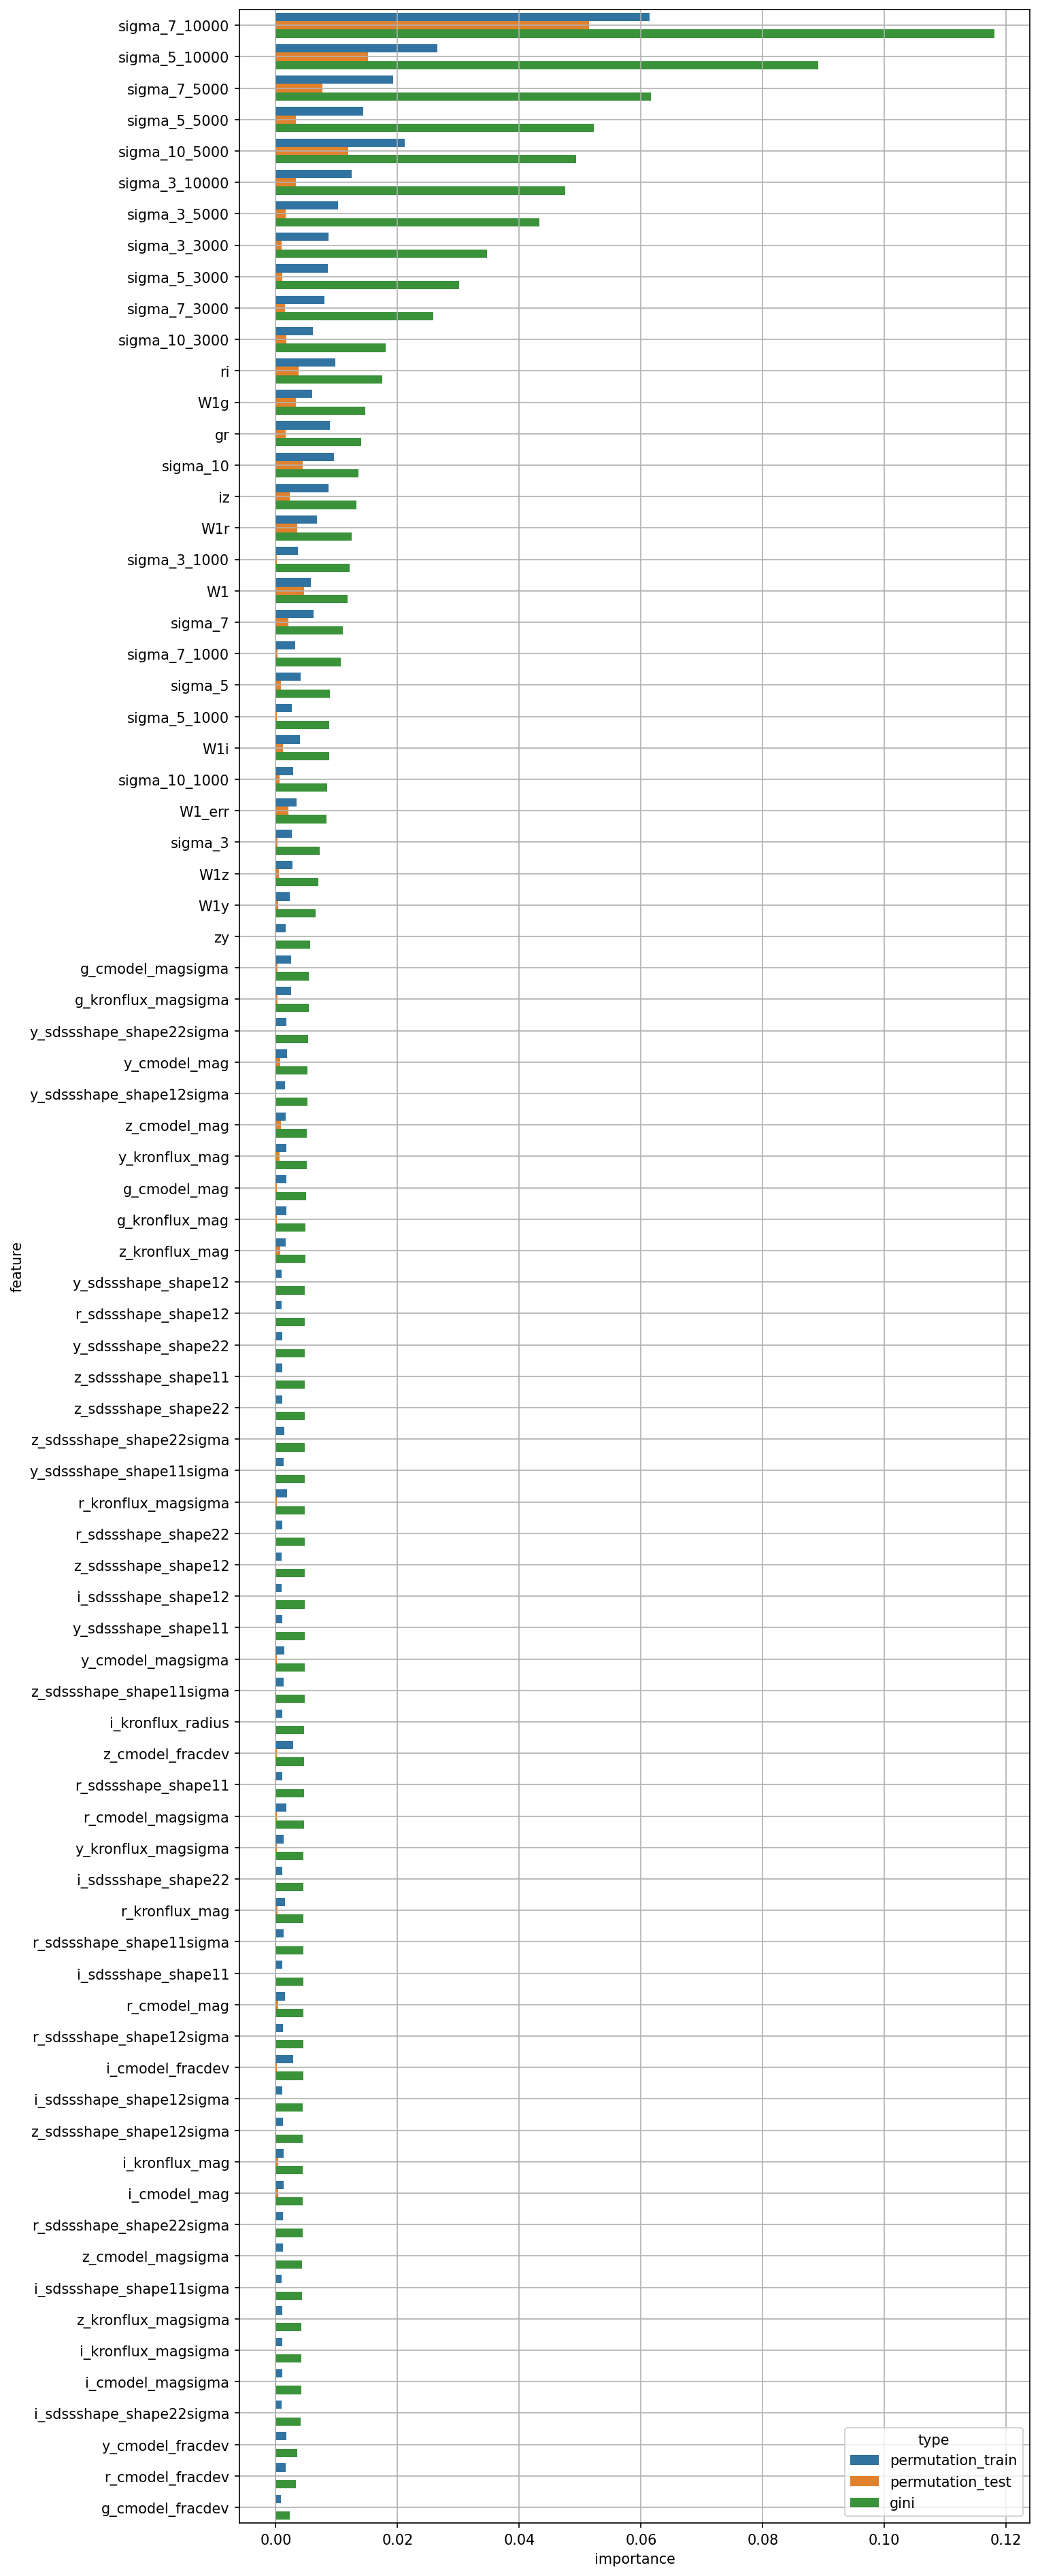 sigma_7_10000
sigma_5_10000
sigma_7_5000
sigma_5_5000
sigma_10_5000
sigma_3_10000
sigma_3_5000
sigma_3_3000
sigma_5_3000
sigma_7_3000
sigma_10_3000
ri
W1g
gr
sigma_10
iz
W1r
sigma_3_1000
W1
sigma_7
sigma_7_1000
sigma_5
sigma_5_1000
W1i
sigma_10_1000
W1_err
sigma_3
W1z
W1y
zy
g_cmodel_magsigma
g_kronflux_magsigma
y_sdssshape_shape22sigma
y_cmodel_mag
y_sdssshape_shape12sigma
z_cmodel_mag
y_kronflux_mag
g_cmodel_mag
g_kronflux_mag
z_kronflux_mag
y_sdssshape_shape12
r_sdssshape_shape12
y_sdssshape_shape22
z_sdssshape_shape11
z_sdssshape_shape22
z_sdssshape_shape22sigma
y_sdssshape_shape11sigma
r_kronflux_magsigma
r_sdssshape_shape22
z_sdssshape_shape12
i_sdssshape_shape12
y_sdssshape_shape11
y_cmodel_magsigma
z_sdssshape_shape11sigma
i_kronflux_radius
z_cmodel_fracdev
r_sdssshape_shape11
r_cmodel_magsigma
y_kronflux_magsigma
i_sdssshape_shape22
r_kronflux_mag
r_sdssshape_shape11sigma
i_sdssshape_shape11
r_cmodel_mag
r_sdssshape_shape12sigma
i_cmodel_fracdev
i_sdssshape_shape12sigma
z_sdssshape_shape12sigma
i_kronflux_mag
i_cmodel_mag
r_sdssshape_shape22sigma
z_cmodel_magsigma
i_sdssshape_shape11sigma
z_kronflux_magsigma
i_kronflux_magsigma
i_cmodel_magsigma
i_sdssshape_shape22sigma
y_cmodel_fracdev
r_cmodel_fracdev
g_cmodel_fracdev
feature
type
permutation_train
permutation_test
gini
0.00 0.02 0.04 0.06 0.08 0.10 0.12
importance